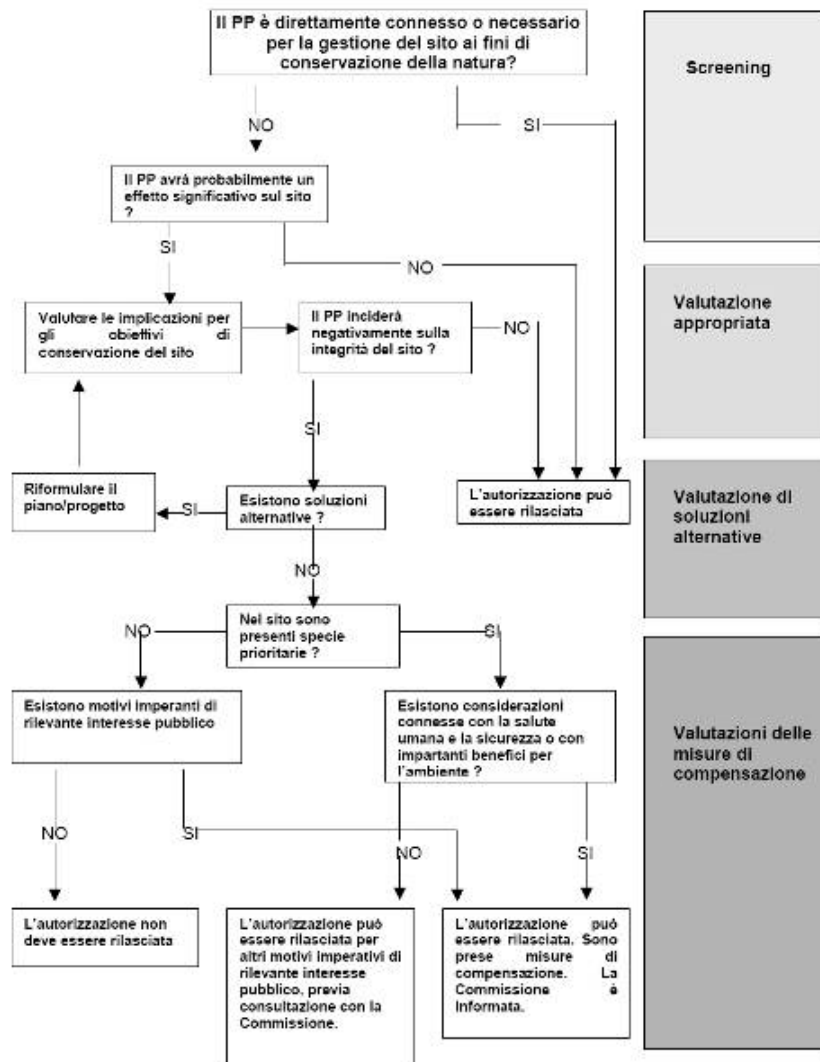 Il PP è direttamente connesso o necessario
per la gestione del sito ai fini di
conservazione della natura?
Screening
NO
SI
Il PP avrà probabilmente un
effetto significativo sul sito
?
SI
NO
Valutazione
appropriata
Valutare le implicazioni per
gli obiettivi di
conservazione del sito
Il PP inciderà
negativamente sulla
integrità del sito ?
NO
SI
Riformulare il
piano/progetto
SI
Esistono soluzioni
alternative ?
L'autorizzazione può
essere rilasciata
Valutazione di
soluzioni
alternative
NO
Nel sito sono
presenti specie
prioritarie ?
NO
SI
Esistono motivi imperanti di
rilevante interesse pubblico
Esistono considerazioni
connesse con la salute
umana e la sicurezza o con
impartanti benefici per
l'ambiente ?
Valutazioni delle
misure di
compensazione
NO
SI
NO
SI
L'autorizzazione non
deve essere rilasciata
L'autorizzazione può
essere rilasciata per
altri motivi imperativi di
rilevante interesse
pubblico, previa
consultazione con la
Commissione.
L'autorizzazione può
essere rilasciata. Sono
prese misure di
compensazione. La
Commissione è
informata.